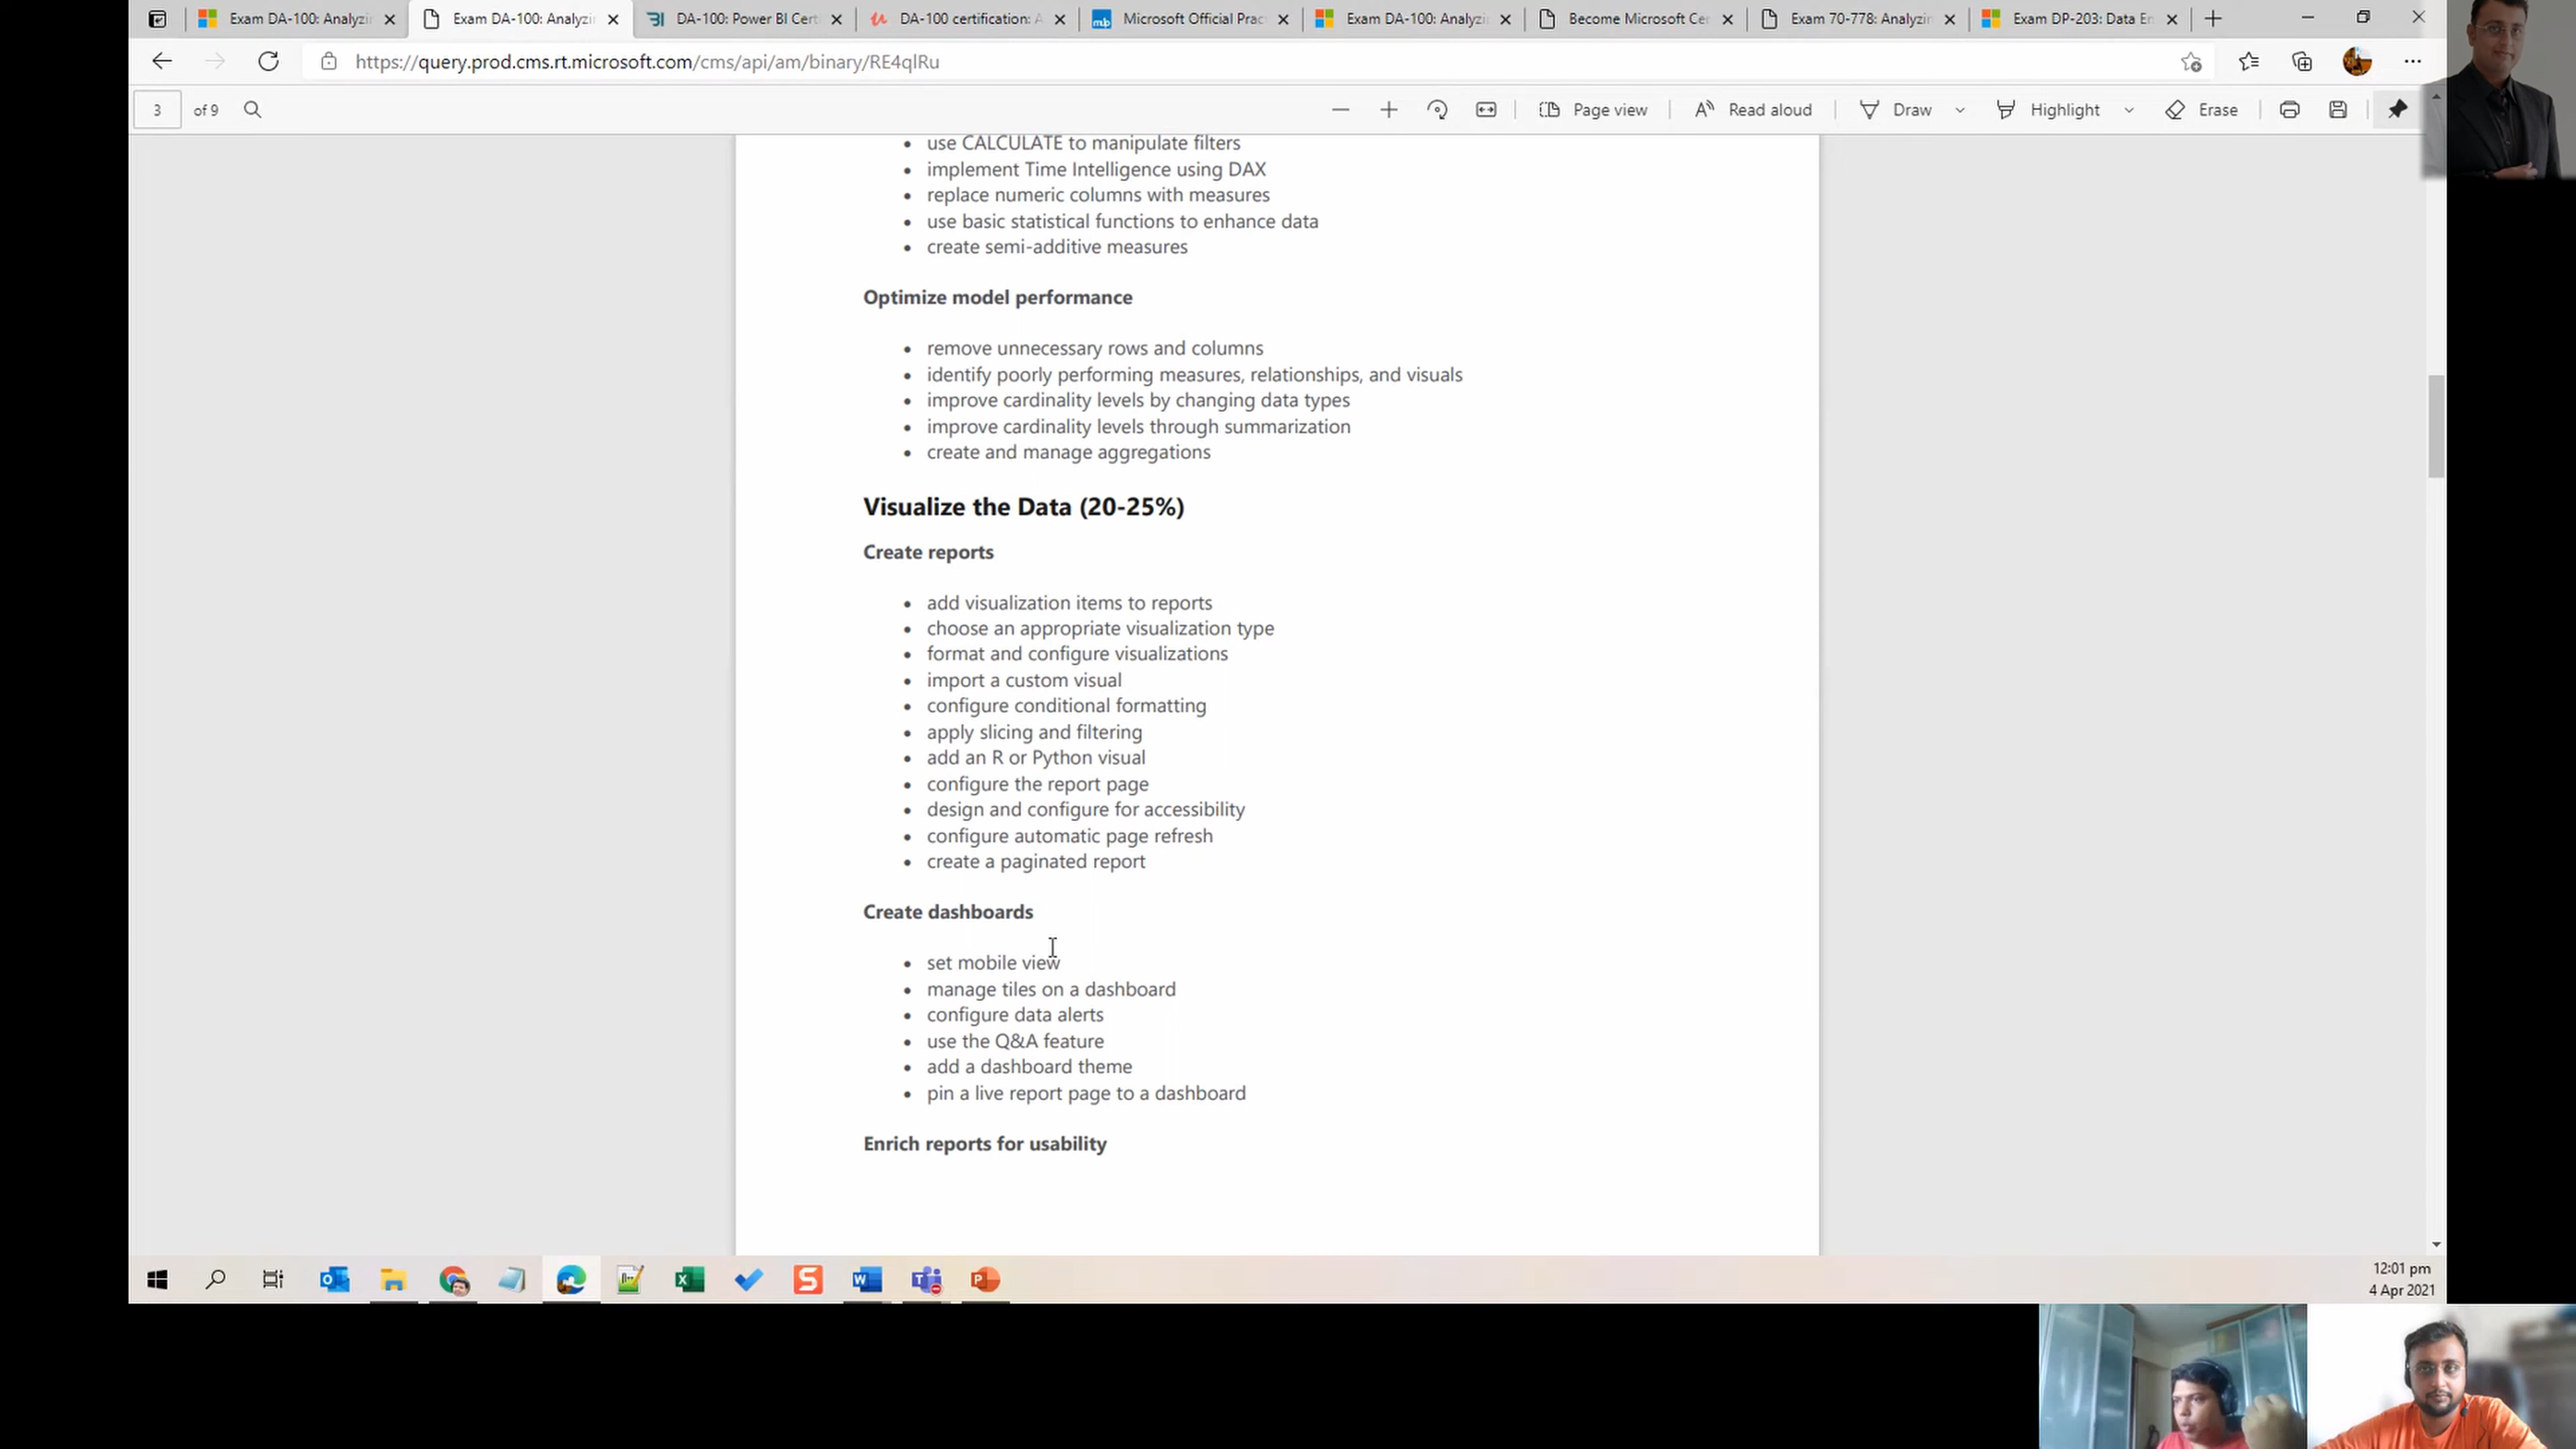 Exam DA-100: Analyzi
Exam DA-100: Analyzi
DA-100: Power BI Cert
DA-100 certification: A
Microsoft Official Prac
Exam DA-100: Analyzi
Become Microsoft Cer
Exam 70-778: Analyzin
Exam DP-203: Data En
https://query.prod.cms.rt.microsoft.com/cms/api/am/binary/RE4qlRu
3 of 9 Page view Read aloud Draw Highlight Erase
• use CALCULATE to manipulate filters
• implement Time Intelligence using DAX
• replace numeric columns with measures
• use basic statistical functions to enhance data
• create semi-additive measures
Optimize model performance
• remove unnecessary rows and columns
• identify poorly performing measures, relationships, and visuals
• improve cardinality levels by changing data types
• improve cardinality levels through summarization
• create and manage aggregations
Visualize the Data (20-25%)
Create reports
• add visualization items to reports
• choose an appropriate visualization type
• format and configure visualizations
• import a custom visual
• configure conditional formatting
• apply slicing and filtering
• add an R or Python visual
• configure the report page
• design and configure for accessibility
• configure automatic page refresh
• create a paginated report
Create dashboards
• set mobile view
• manage tiles on a dashboard
• configure data alerts
• use the Q&A feature
• add a dashboard theme
• pin a live report page to a dashboard
Enrich reports for usability
12:01 pm
4 Apr 2021